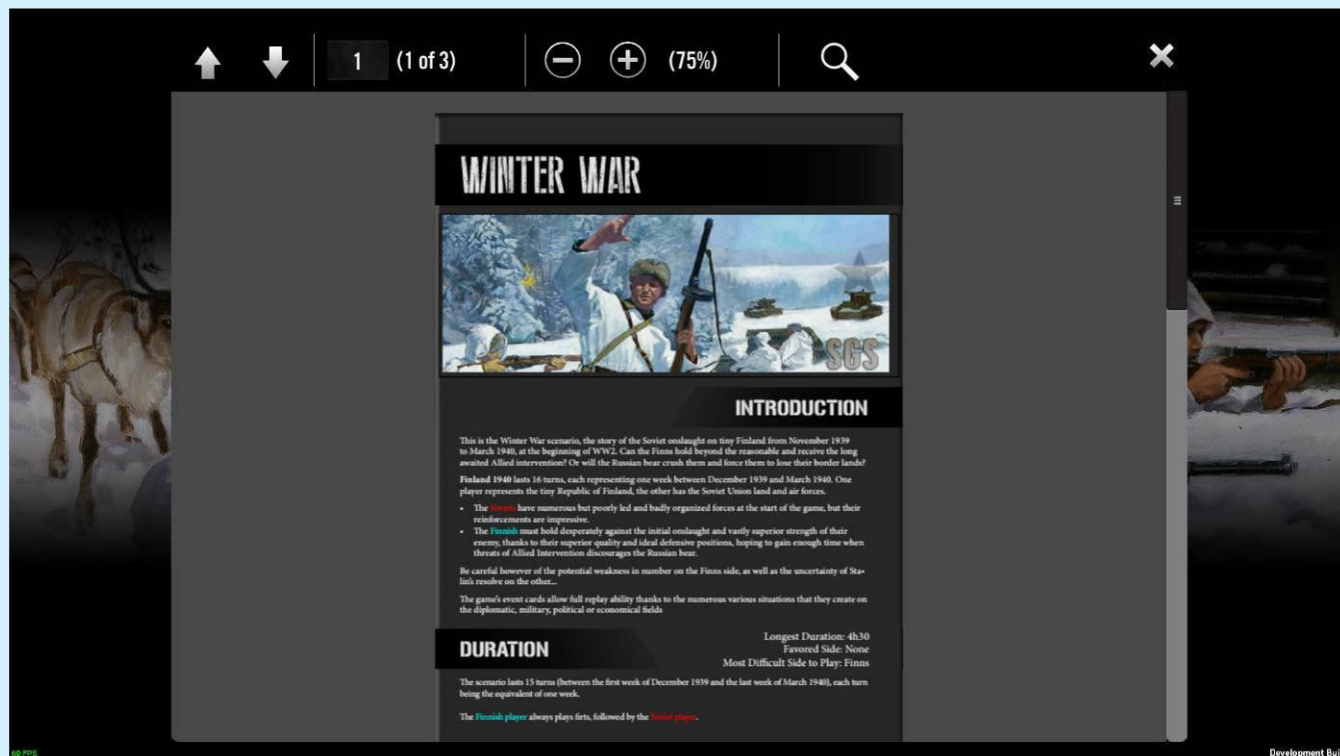 1 (1 of 3) (75%)
WINTER WAR
SGS
INTRODUCTION
This is the Winter War scenario, the story of the Soviet onslaught on tiny Finland from November 1939
to March 1940, at the beginning of WW2. Can the Finns hold beyond the reasonable and receive the long
awaited Allied intervention? Or will the Russian bear crush them and force them to lose their border lands?
Finland 1940 lasts 16 turns, each representing one week between December 1939 and March 1940. One
player represents the tiny Republic of Finland, the other has the Soviet Union land and air forces.
• The Soviets have numerous but poorly led and badly organized forces at the start of the game, but their
reinforcements are impressive.
• The Finnish must hold desperately against the initial onslaught and vastly superior strength of their
enemy, thanks to their superior quality and ideal defensive positions, hoping to gain enough time when
threats of Allied Intervention discourages the Russian bear.
Be careful however of the potential weakness in number on the Finns side, as well as the uncertainty of Sta-
lin's resolve on the other...
The game's event cards allow full replay ability thanks to the numerous various situations that they create on
the diplomatic, military, political or economical fields
DURATION
Longest Duration: 4h30
Favored Side: None
Most Difficult Side to Play: Finns
The scenario lasts 15 turns (between the first week of December 1939 and the last week of March 1940), each turn
being the equivalent of one week.
The Finnish player always plays firts, followed by the Soviet player.
60 FPS
Development Bui